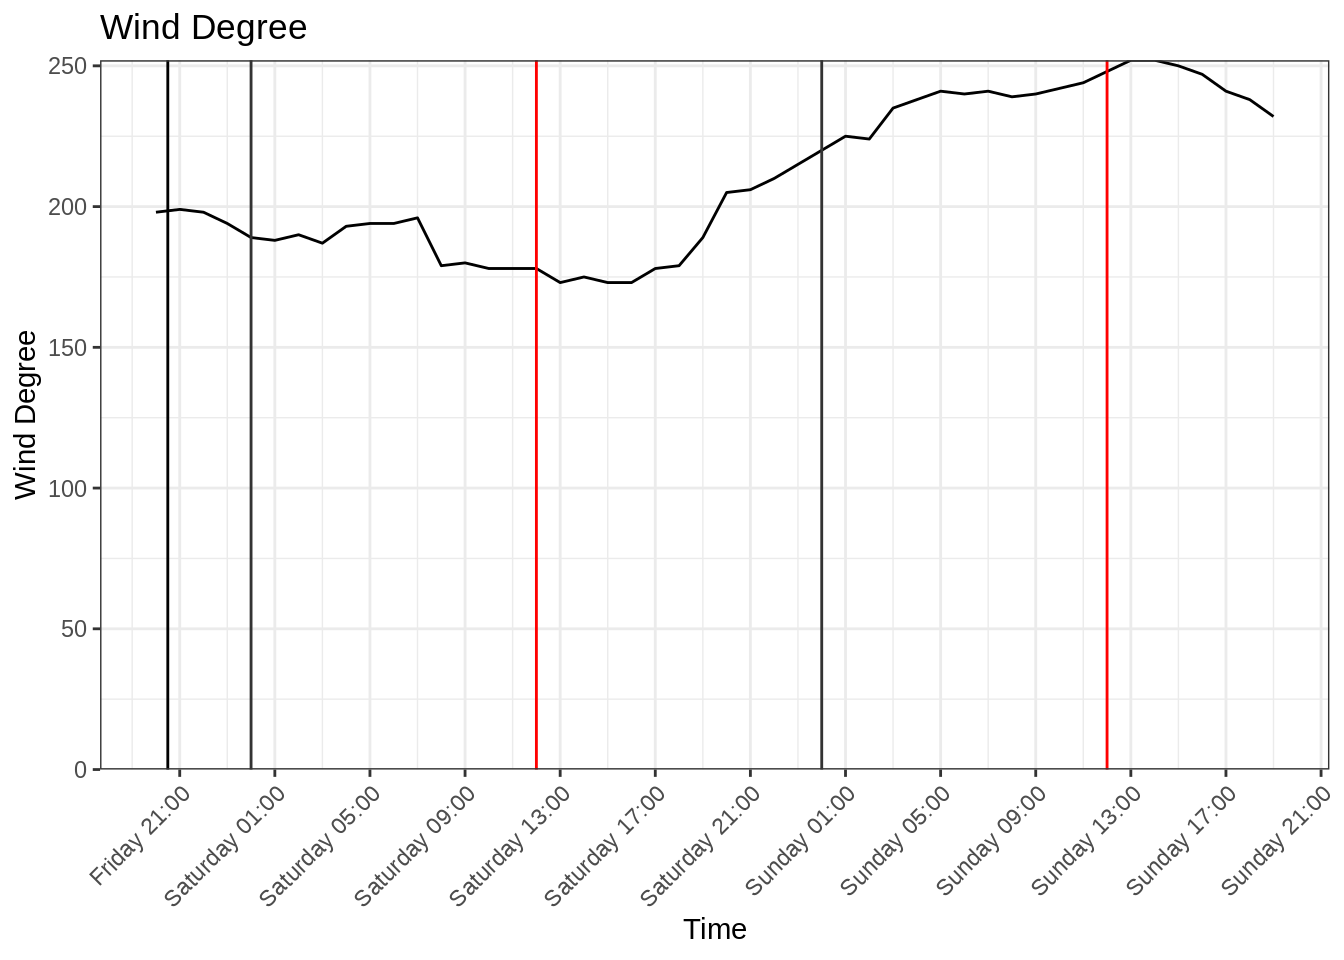 Wind Degree
250
200
150
100
50
0
Wind Degree
Friday 21:00
Saturday 01:00
Saturday 05:00
Saturday 09:00
Saturday 13:00
Saturday 17:00
Saturday 21:00
Sunday 01:00
Sunday 05:00
Sunday 09:00
Sunday 13:00
Sunday 17:00
Sunday 21:00
Time